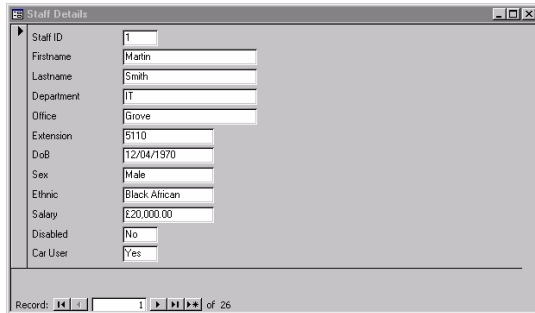 Staff Details
Staff ID 1
Firstname Martin
Lastname Smith
Department IT
Office Grove
Extension 5110
DoB 12/04/1970
Sex Male
Ethnic Black African
Salary £20,000.00
Disabled No
Car User Yes
Record: 1 of 26